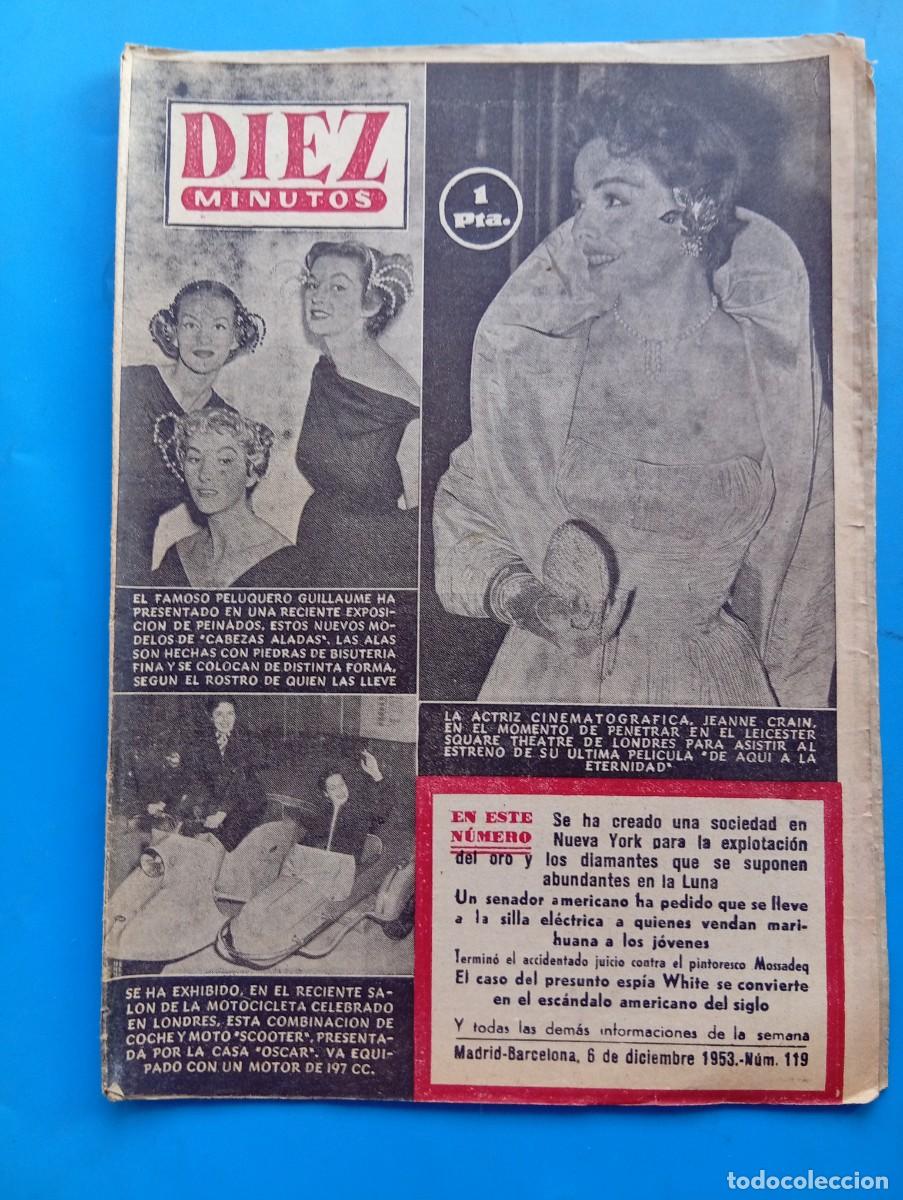 DIEZ
MINUTOS
1
Pta.
EL FAMOSO PELUQUERO GUILLAUME HA
PRESENTADO EN UNA RECIENTE EXPOSI-
CION DE PEINADOS, ESTOS NUEVOS MO-
DELOS DE "CABEZAS ALADAS". LAS ALAS
SON HECHAS CON PIEDRAS DE BISUTERIA
FINA Y SE COLOCAN DE DISTINTA FORMA,
SEGUN EL ROSTRO DE QUIEN LAS LLEVE
LA ACTRIZ CINEMATOGRAFICA, JEANNE CRAIN,
EN EL MOMENTO DE PENETRAR EN EL LEICESTER
SQUARE THEATRE DE LONDRES PARA ASISTIR AL
ESTRENO DE SU ULTIMA PELICULA "DE AQUI A LA
ETERNIDAD"
SE HA EXHIBIDO, EN EL RECIENTE SA-
LON DE LA MOTOCICLETA CELEBRADO
EN LONDRES, ESTA COMBINACION DE
COCHE Y MOTO "SCOOTER", PRESENTA-
DA POR LA CASA "OSCAR". VA EQUI-
PADO CON UN MOTOR DE 197 CC.
EN ESTE
NÚMERO
Se ha creado una sociedad en
Nueva York para la explotación
del oro y los diamantes que se suponen
abundantes en la Luna
Un senador americano ha pedido que se lleve
a la silla eléctrica a quienes vendan mari-
huana a los jóvenes
Terminó el accidentado juicio contra el pintoresco Mossadeq
El caso del presunto espía White se convierte
en el escándalo americano del siglo
Y todas las demás informaciones de la semana
Madrid-Barcelona, 6 de diciembre 1953.-Núm. 119
todocoleccion